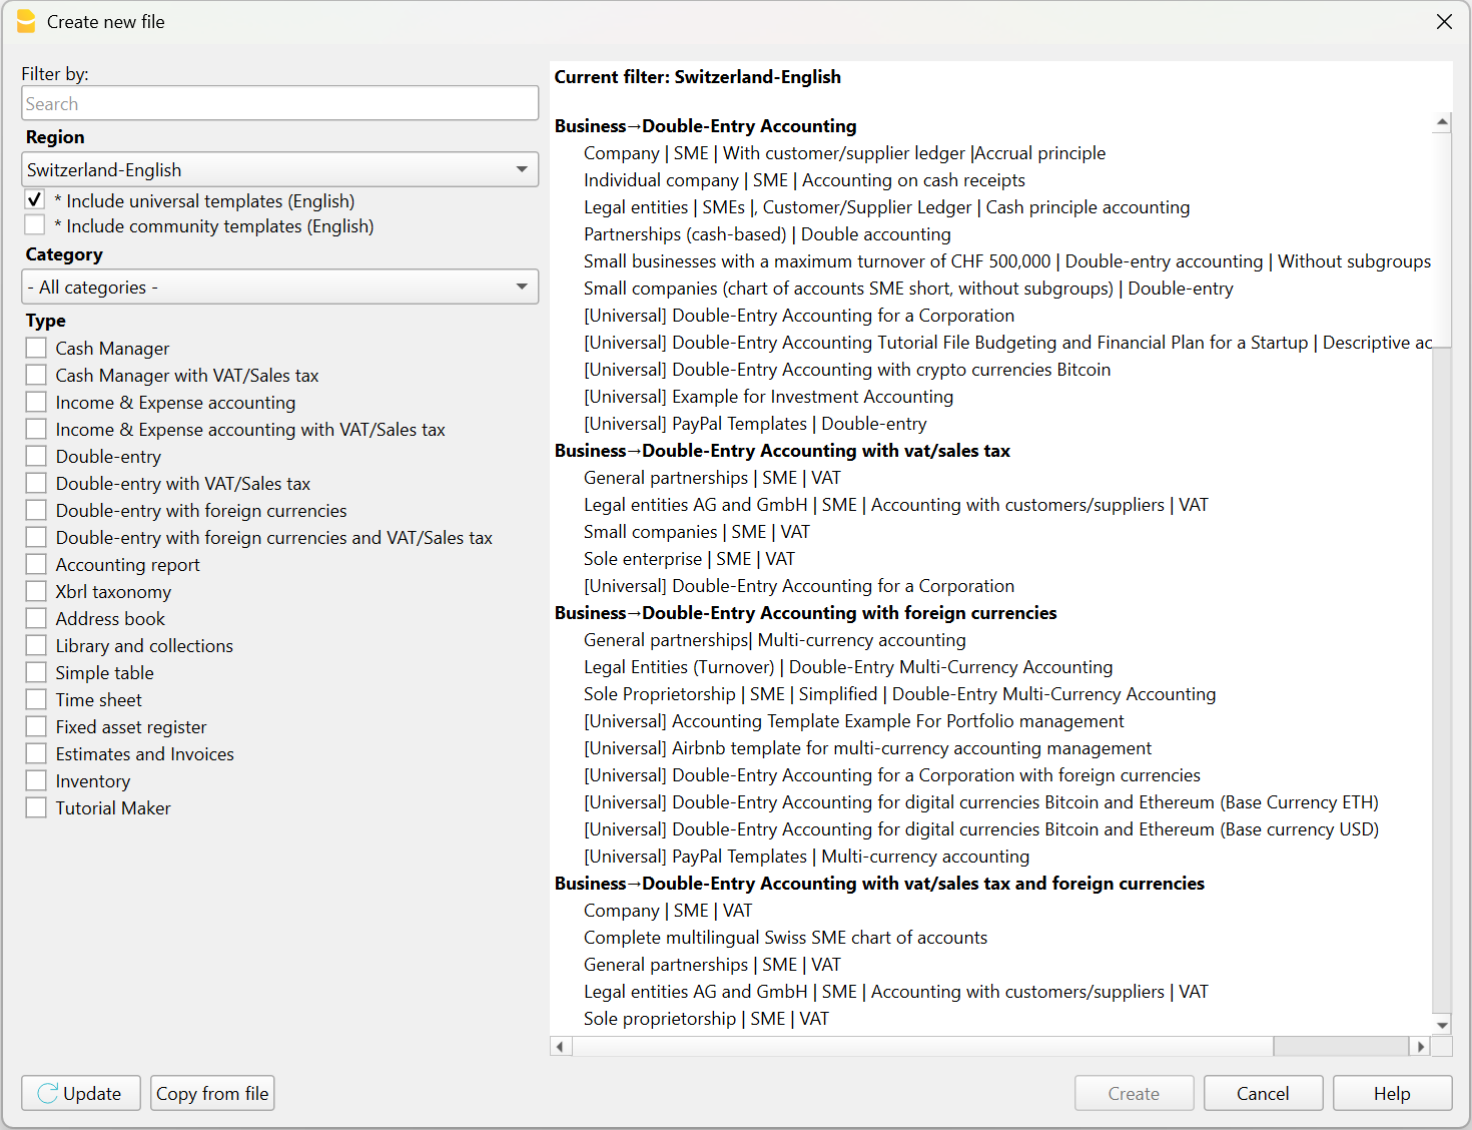 Create new file
Filter by:
Search
Region
Switzerland-English
* Include universal templates (English)
* Include community templates (English)
Category
- All categories -
Type
Cash Manager
Cash Manager with VAT/Sales tax
Income & Expense accounting
Income & Expense accounting with VAT/Sales tax
Double-entry
Double-entry with VAT/Sales tax
Double-entry with foreign currencies
Double-entry with foreign currencies and VAT/Sales tax
Accounting report
Xbrl taxonomy
Address book
Library and collections
Simple table
Time sheet
Fixed asset register
Estimates and Invoices
Inventory
Tutorial Maker
Current filter: Switzerland-English
Business→Double-Entry Accounting
Company | SME | With customer/supplier ledger |Accrual principle
Individual company | SME | Accounting on cash receipts
Legal entities | SMEs |, Customer/Supplier Ledger | Cash principle accounting
Partnerships (cash-based) | Double accounting
Small businesses with a maximum turnover of CHF 500,000 | Double-entry accounting | Without subgroups
Small companies (chart of accounts SME short, without subgroups) | Double-entry
[Universal] Double-Entry Accounting for a Corporation
[Universal] Double-Entry Accounting Tutorial File Budgeting and Financial Plan for a Startup | Descriptive ac
[Universal] Double-Entry Accounting with crypto currencies Bitcoin
[Universal] Example for Investment Accounting
[Universal] PayPal Templates | Double-entry
Business→Double-Entry Accounting with vat/sales tax
General partnerships | SME | VAT
Legal entities AG and GmbH | SME | Accounting with customers/suppliers | VAT
Small companies | SME | VAT
Sole enterprise | SME | VAT
[Universal] Double-Entry Accounting for a Corporation
Business→Double-Entry Accounting with foreign currencies
General partnerships| Multi-currency accounting
Legal Entities (Turnover) | Double-Entry Multi-Currency Accounting
Sole Proprietorship | SME | Simplified | Double-Entry Multi-Currency Accounting
[Universal] Accounting Template Example For Portfolio management
[Universal] Airbnb template for multi-currency accounting management
[Universal] Double-Entry Accounting for a Corporation with foreign currencies
[Universal] Double-Entry Accounting for digital currencies Bitcoin and Ethereum (Base Currency ETH)
[Universal] Double-Entry Accounting for digital currencies Bitcoin and Ethereum (Base currency USD)
[Universal] PayPal Templates | Multi-currency accounting
Business→Double-Entry Accounting with vat/sales tax and foreign currencies
Company | SME | VAT
Complete multilingual Swiss SME chart of accounts
General partnerships | SME | VAT
Legal entities AG and GmbH | SME | Accounting with customers/suppliers | VAT
Sole proprietorship | SME | VAT
Update
Copy from file
Create
Cancel
Help